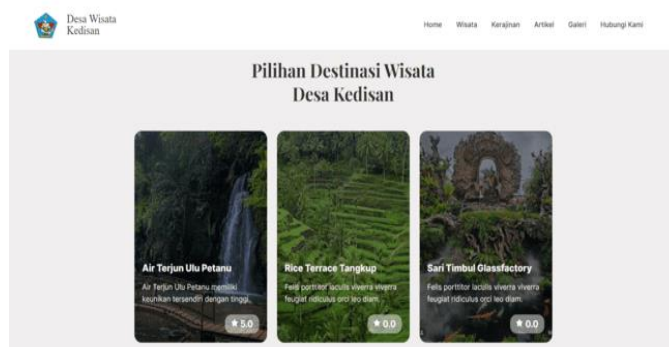 Desa Wisata
Kedisan
Home Wisata Kerajinan Artikel Galeri Hubungi Kami
Pilihan Destinasi Wisata
Desa Kedisan
Air Terjun Ulu Petanu
Air Terjun Ulu Petanu memiliki
keunikan tersendiri dengan tinggi.
★ 5.0
Rice Terrace Tangkup
Felis porttitor iaculis viverra viverra
feugiat ridiculus orci leo diam.
★ 0.0
Sari Timbul Glassfactory
Felis porttitor iaculis viverra viverra
feugiat ridiculus orci leo diam.
★ 0.0